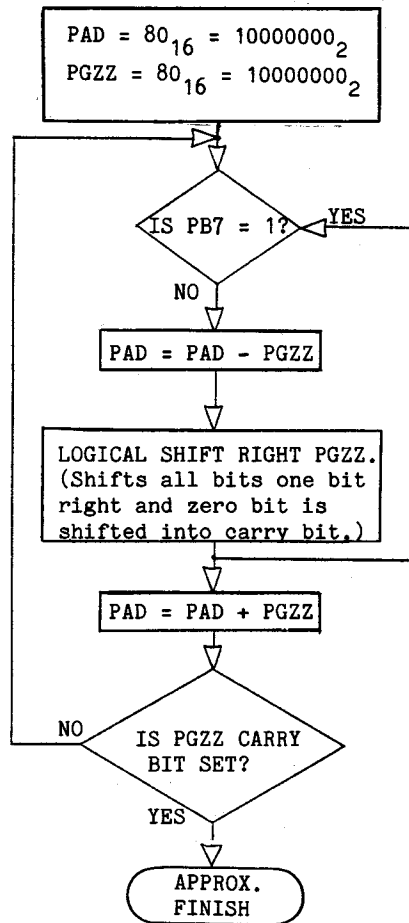 PAD = 80₁₆ = 10000000₂
PGZZ = 80₁₆ = 10000000₂
IS PB7 = 1?
YES
NO
PAD = PAD - PGZZ
LOGICAL SHIFT RIGHT PGZZ.
(Shifts all bits one bit
right and zero bit is
shifted into carry bit.)
PAD = PAD + PGZZ
NO
IS PGZZ CARRY
BIT SET?
YES
APPROX.
FINISH